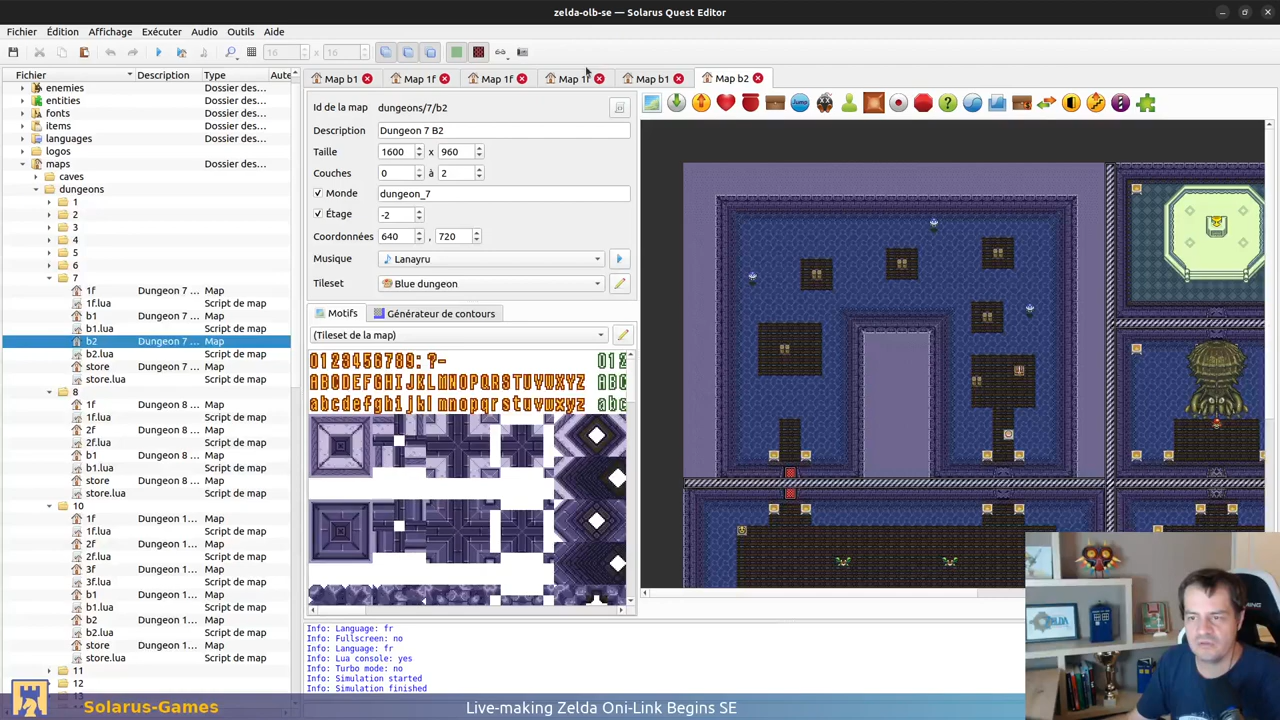 zelda-olb-se — Solarus Quest Editor
Fichier Édition Affichage Exécuter Audio Outils Aide
16 x 16
Fichier Description Type Aute
Map b1 Map 1f Map 1f Map 1f Map b1 Map b2
enemies Dossier des...
entities Dossier des...
fonts Dossier des...
items Dossier des...
languages Dossier des...
logos Dossier des...
maps Dossier des...
caves
dungeons
1
2
3
4
5
6
7
1f Dungeon 7 ... Map
1f.lua Script de map
b1 Dungeon 7 ... Map
b1.lua Script de map
b2 Dungeon 7 ... Map
b2.lua Script de map
store Dungeon 7 ... Map
store.lua Script de map
8
1f Dungeon 8 ... Map
1f.lua Script de map
2f Dungeon 8 ... Map
2f.lua Script de map
b1 Dungeon 8 ... Map
b1.lua Script de map
store Dungeon 8 ... Map
store.lua Script de map
10
1f Dungeon 1... Map
1f.lua Script de map
2f Dungeon 1... Map
2f.lua Script de map
3f Dungeon 1... Map
3f.lua Script de map
b1 Dungeon 1... Map
b1.lua Script de map
b2 Dungeon 1... Map
b2.lua Script de map
store Dungeon 1... Map
store.lua Script de map
11
12
Id de la map dungeons/7/b2
Description Dungeon 7 B2
Taille 1600 x 960
Couches 0 à 2
Monde dungeon_7
Étage -2
Coordonnées 640 , 720
Musique Lanayru
Tileset Blue dungeon
Motifs Générateur de contours
(Tileset de la map)
0123456789:?- 012
ABCDEFGHIJKLMNOPQRSTUVWXYZ ABC
abcdefghijklmnopqrstuvwxyz abc
Jump
Info: Language: fr
Info: Fullscreen: no
Info: Language: fr
Info: Lua console: yes
Info: Turbo mode: no
Info: Simulation started
Info: Simulation finished
Solarus-Games
Live-making Zelda Oni-Link Begins SE
ZELDA